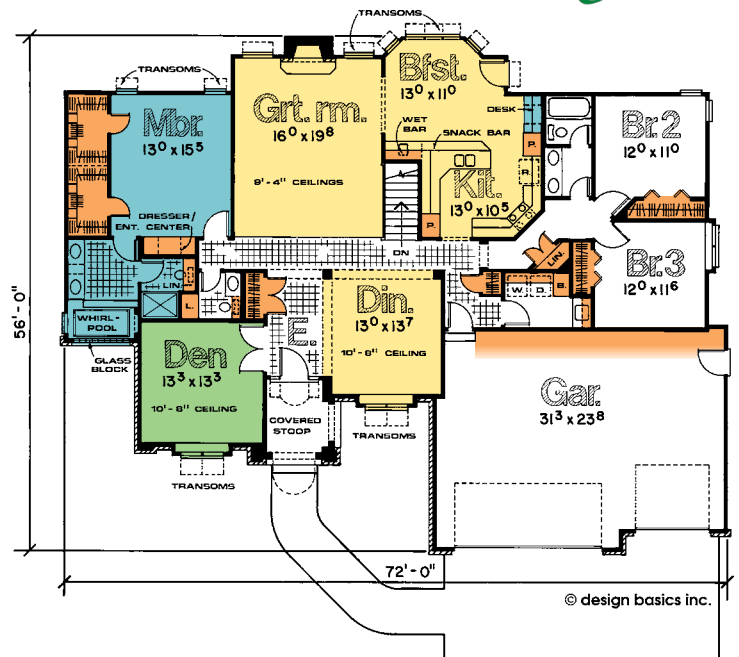 TRANSOMS
TRANSOMS
Bfst.
13⁰ x 11⁰
DESK
Mbr.
13⁰ x 15⁵
Grt. rm.
16⁰ x 19⁸
9'-4" CEILINGS
WET
BAR
SNACK BAR
P.
R.
Kit.
13⁰ x 10⁵
P.
Br.2
12⁰ x 11⁰
DRESSER/
ENT. CENTER
DN
LIN.
Br.3
12⁰ x 11⁶
LIN.
L.
W. D.
B.
WHIRL-
POOL
GLASS
BLOCK
E.
Din.
13⁰ x 13⁷
10'-8" CEILING
Den
13³ x 13³
10'-8" CEILING
COVERED
STOOP
Gar.
31³ x 23⁸
TRANSOMS
TRANSOMS
56'-0"
72'-0"
© design basics inc.